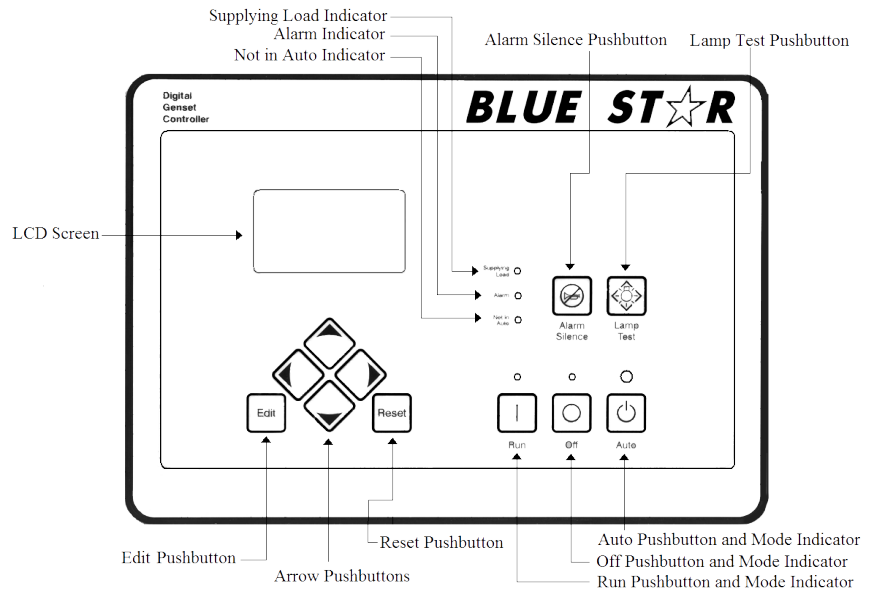 Supplying Load Indicator
Alarm Indicator
Not in Auto Indicator
Alarm Silence Pushbutton
Lamp Test Pushbutton
Digital
Genset
Controller
BLUE ST☆R
LCD Screen
Supplying
Load
Alarm
Not in
Auto
Alarm
Silence
Lamp
Test
Edit
Reset
Run
Off
Auto
Edit Pushbutton
Arrow Pushbuttons
Reset Pushbutton
Auto Pushbutton and Mode Indicator
Off Pushbutton and Mode Indicator
Run Pushbutton and Mode Indicator